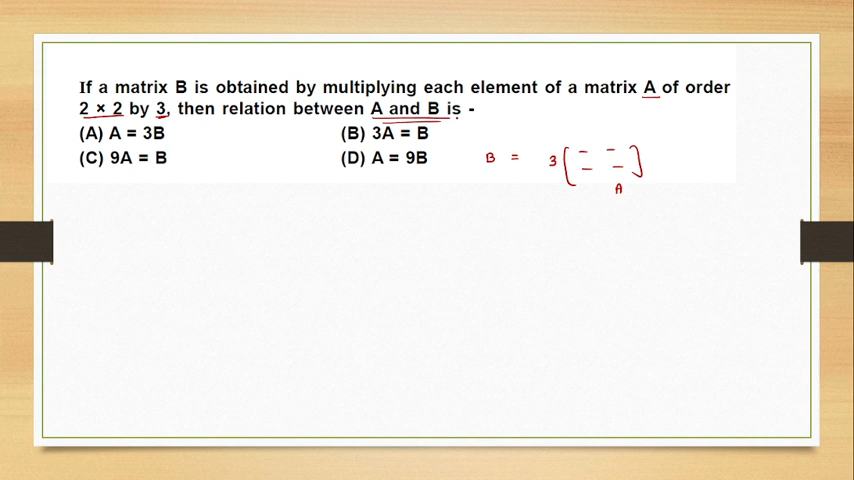 If a matrix B is obtained by multiplying each element of a matrix A of order
2 × 2 by 3, then relation between A and B is -
(A) A = 3B (B) 3A = B
(C) 9A = B (D) A = 9B
B = 3 [ – – – – ]
A